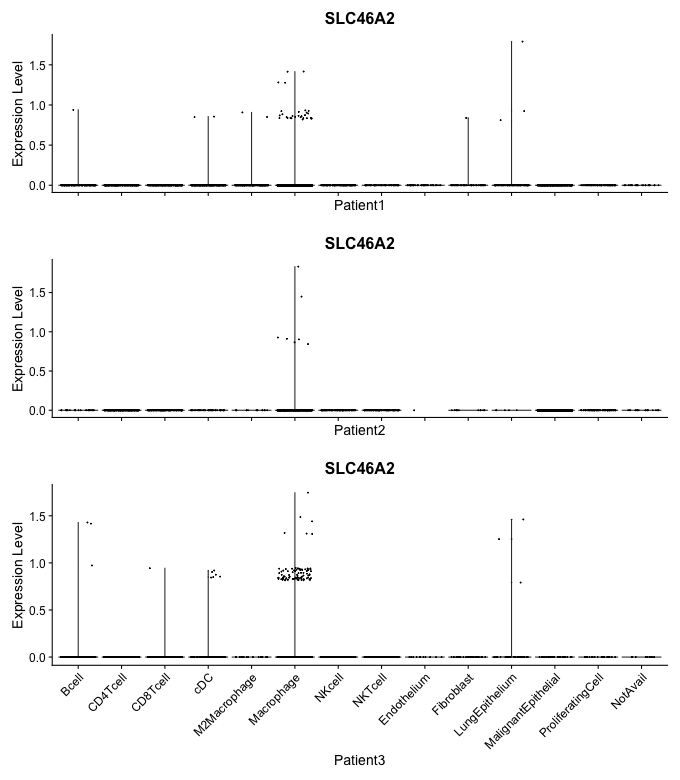 SLC46A2
Expression Level
1.5
1.0
0.5
0.0
Patient1
SLC46A2
Expression Level
1.5
1.0
0.5
0.0
Patient2
SLC46A2
Expression Level
1.5
1.0
0.5
0.0
Bcell
CD4Tcell
CD8Tcell
cDC
M2Macrophage
Macrophage
NKcell
NKTcell
Endothelium
Fibroblast
LungEpithelium
MalignantEpithelial
ProliferatingCell
NotAvail
Patient3